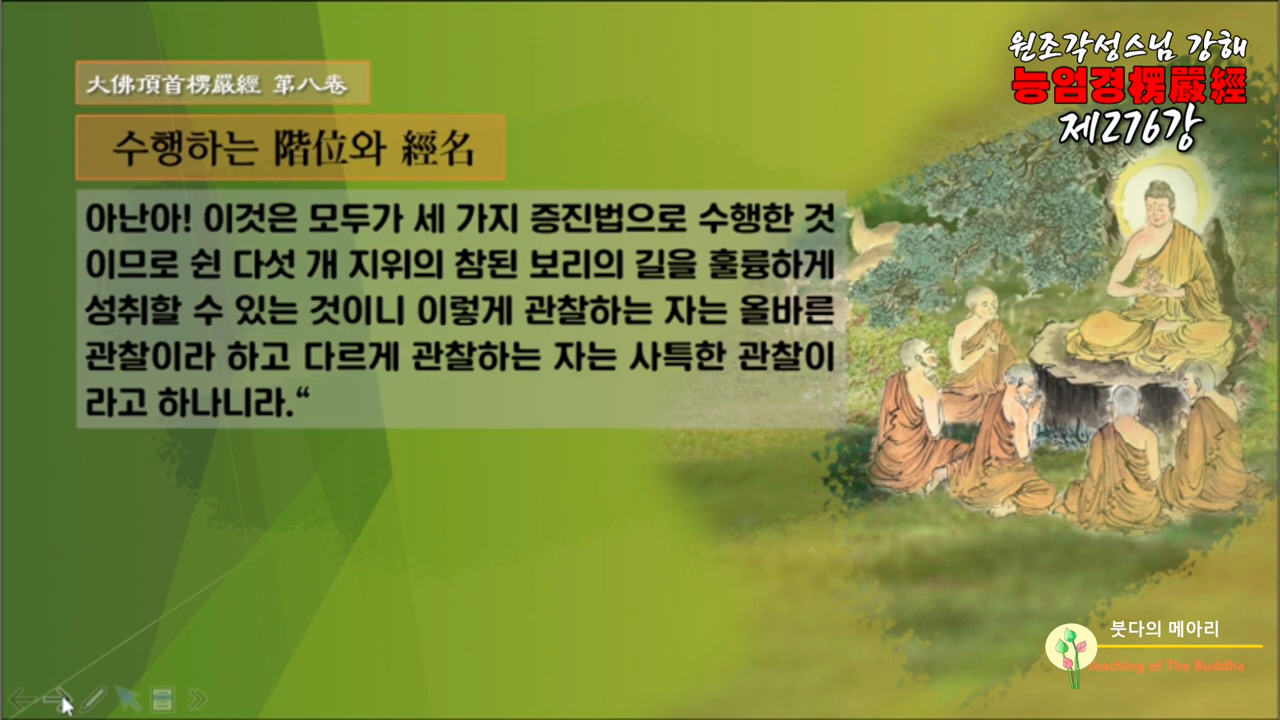 원조각성스님 강해
능엄경楞嚴經
제276강
大佛頂首楞嚴經 第八卷
수행하는 階位와 經名
아난아! 이것은 모두가 세 가지 증진법으로 수행한 것
이므로 쉰 다섯 개 지위의 참된 보리의 길을 훌륭하게
성취할 수 있는 것이니 이렇게 관찰하는 자는 올바른
관찰이라 하고 다르게 관찰하는 자는 사특한 관찰이
라고 하나니라.“
붓다의 메아리
Teaching of The Buddha